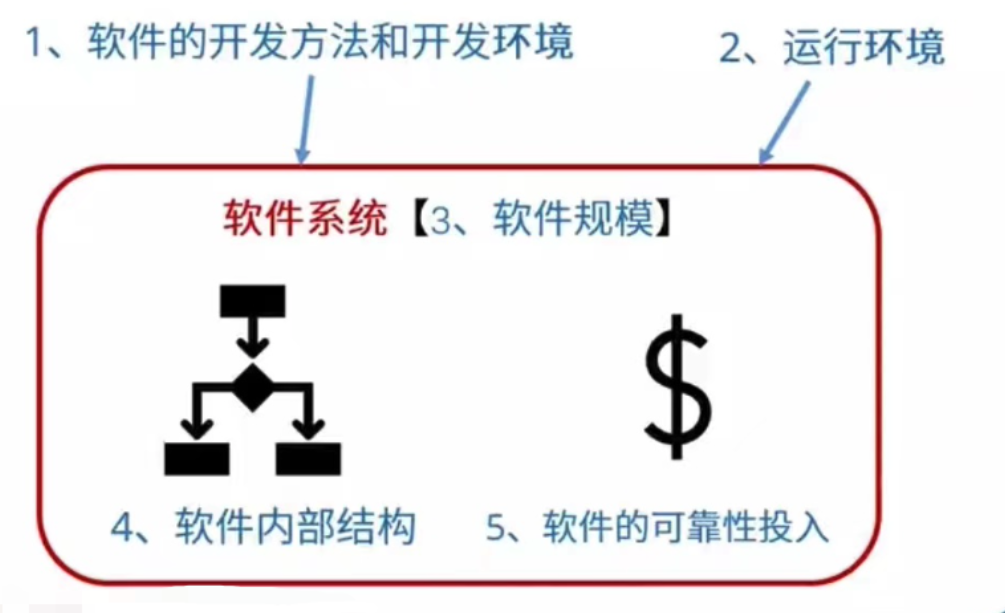 1、软件的开发方法和开发环境
2、运行环境
软件系统【3、软件规模】
4、软件内部结构
5、软件的可靠性投入